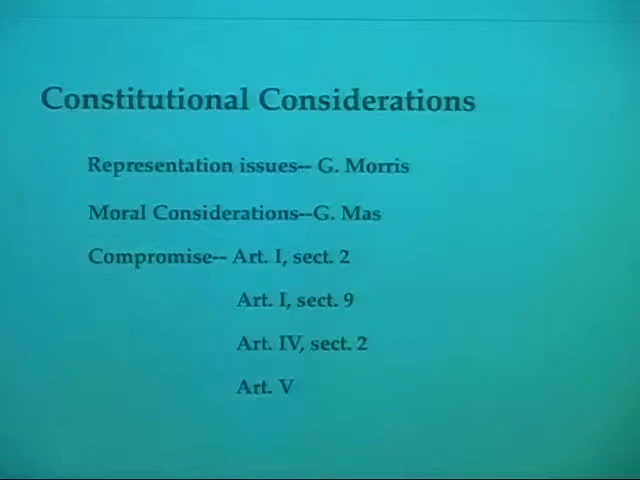 Constitutional Considerations
Representation issues-- G. Morris
Moral Considerations--G. Mas
Compromise-- Art. I, sect. 2
Art. I, sect. 9
Art. IV, sect. 2
Art. V